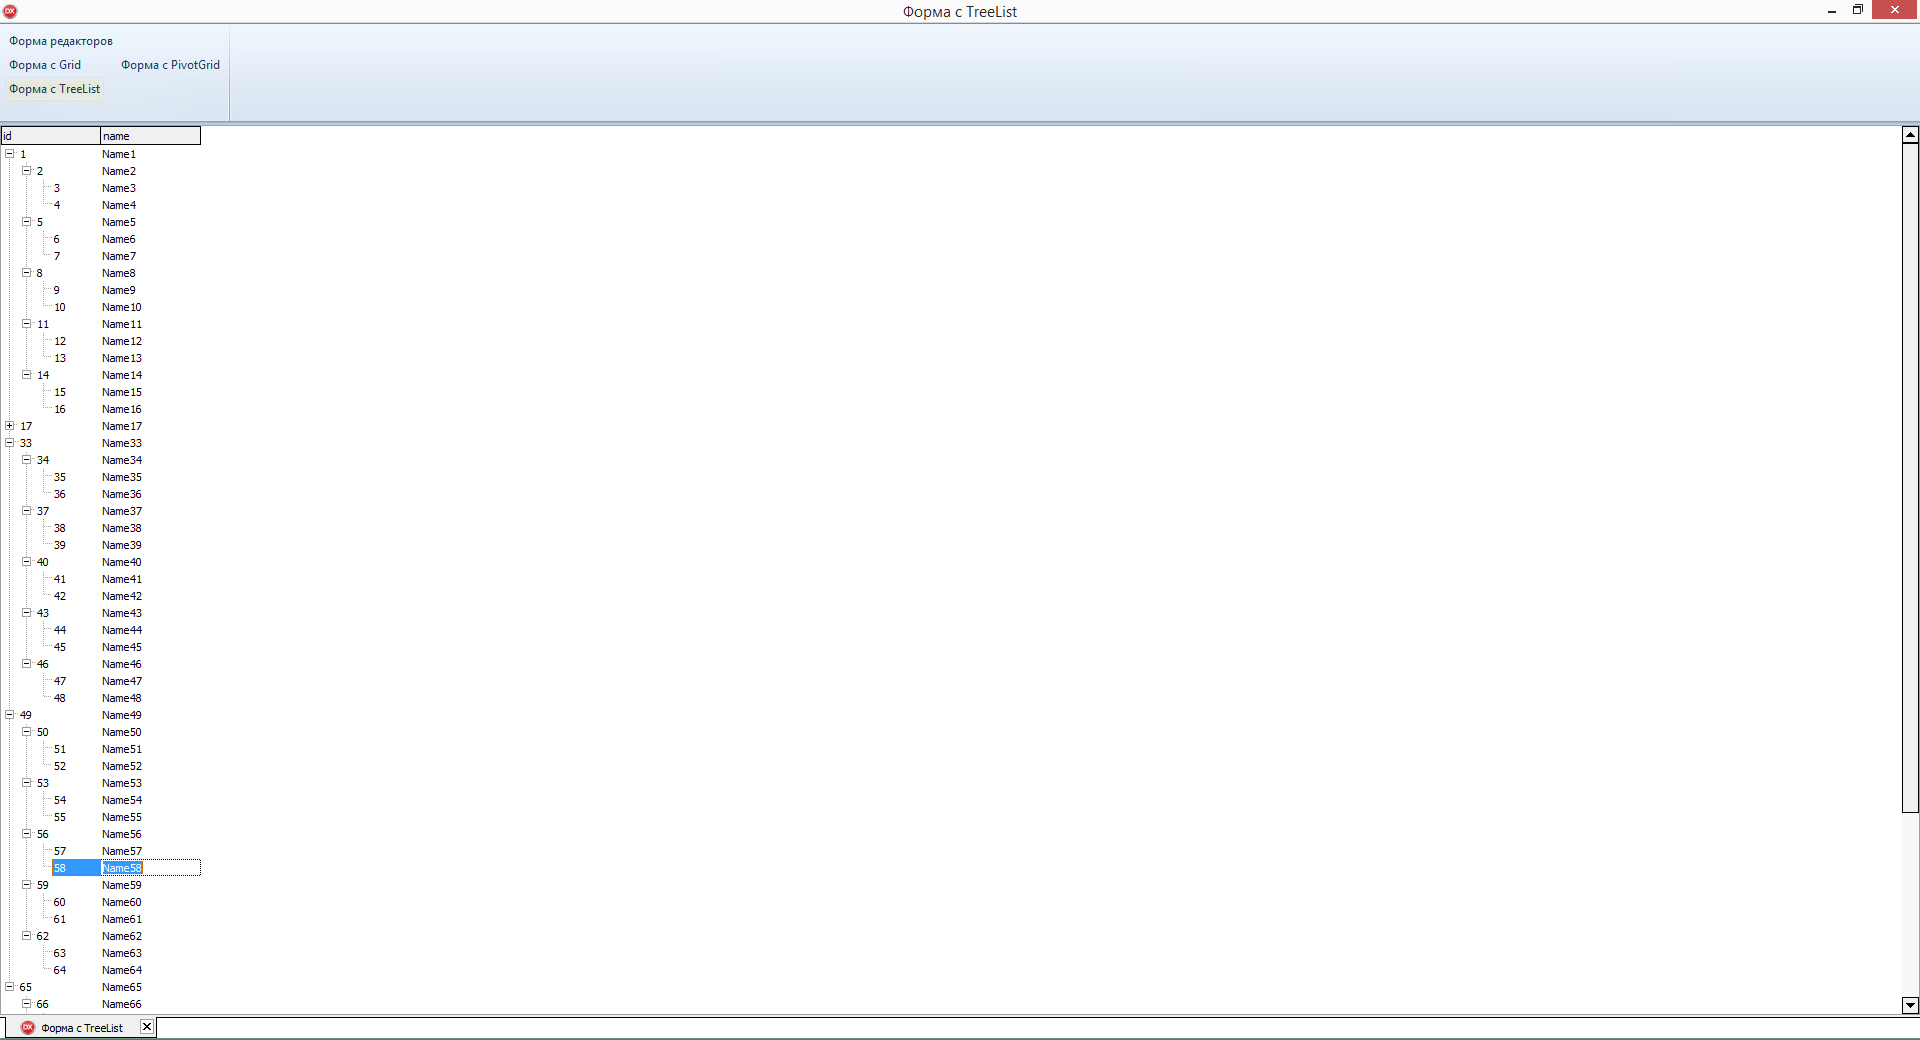 DX Форма с TreeList
Форма редакторов
Форма с Grid Форма с PivotGrid
Форма с TreeList
id name
1 Name1
2 Name2
3 Name3
4 Name4
5 Name5
6 Name6
7 Name7
8 Name8
9 Name9
10 Name10
11 Name11
12 Name12
13 Name13
14 Name14
15 Name15
16 Name16
17 Name17
33 Name33
34 Name34
35 Name35
36 Name36
37 Name37
38 Name38
39 Name39
40 Name40
41 Name41
42 Name42
43 Name43
44 Name44
45 Name45
46 Name46
47 Name47
48 Name48
49 Name49
50 Name50
51 Name51
52 Name52
53 Name53
54 Name54
55 Name55
56 Name56
57 Name57
58 Name58
59 Name59
60 Name60
61 Name61
62 Name62
63 Name63
64 Name64
65 Name65
66 Name66
DX Форма с TreeList